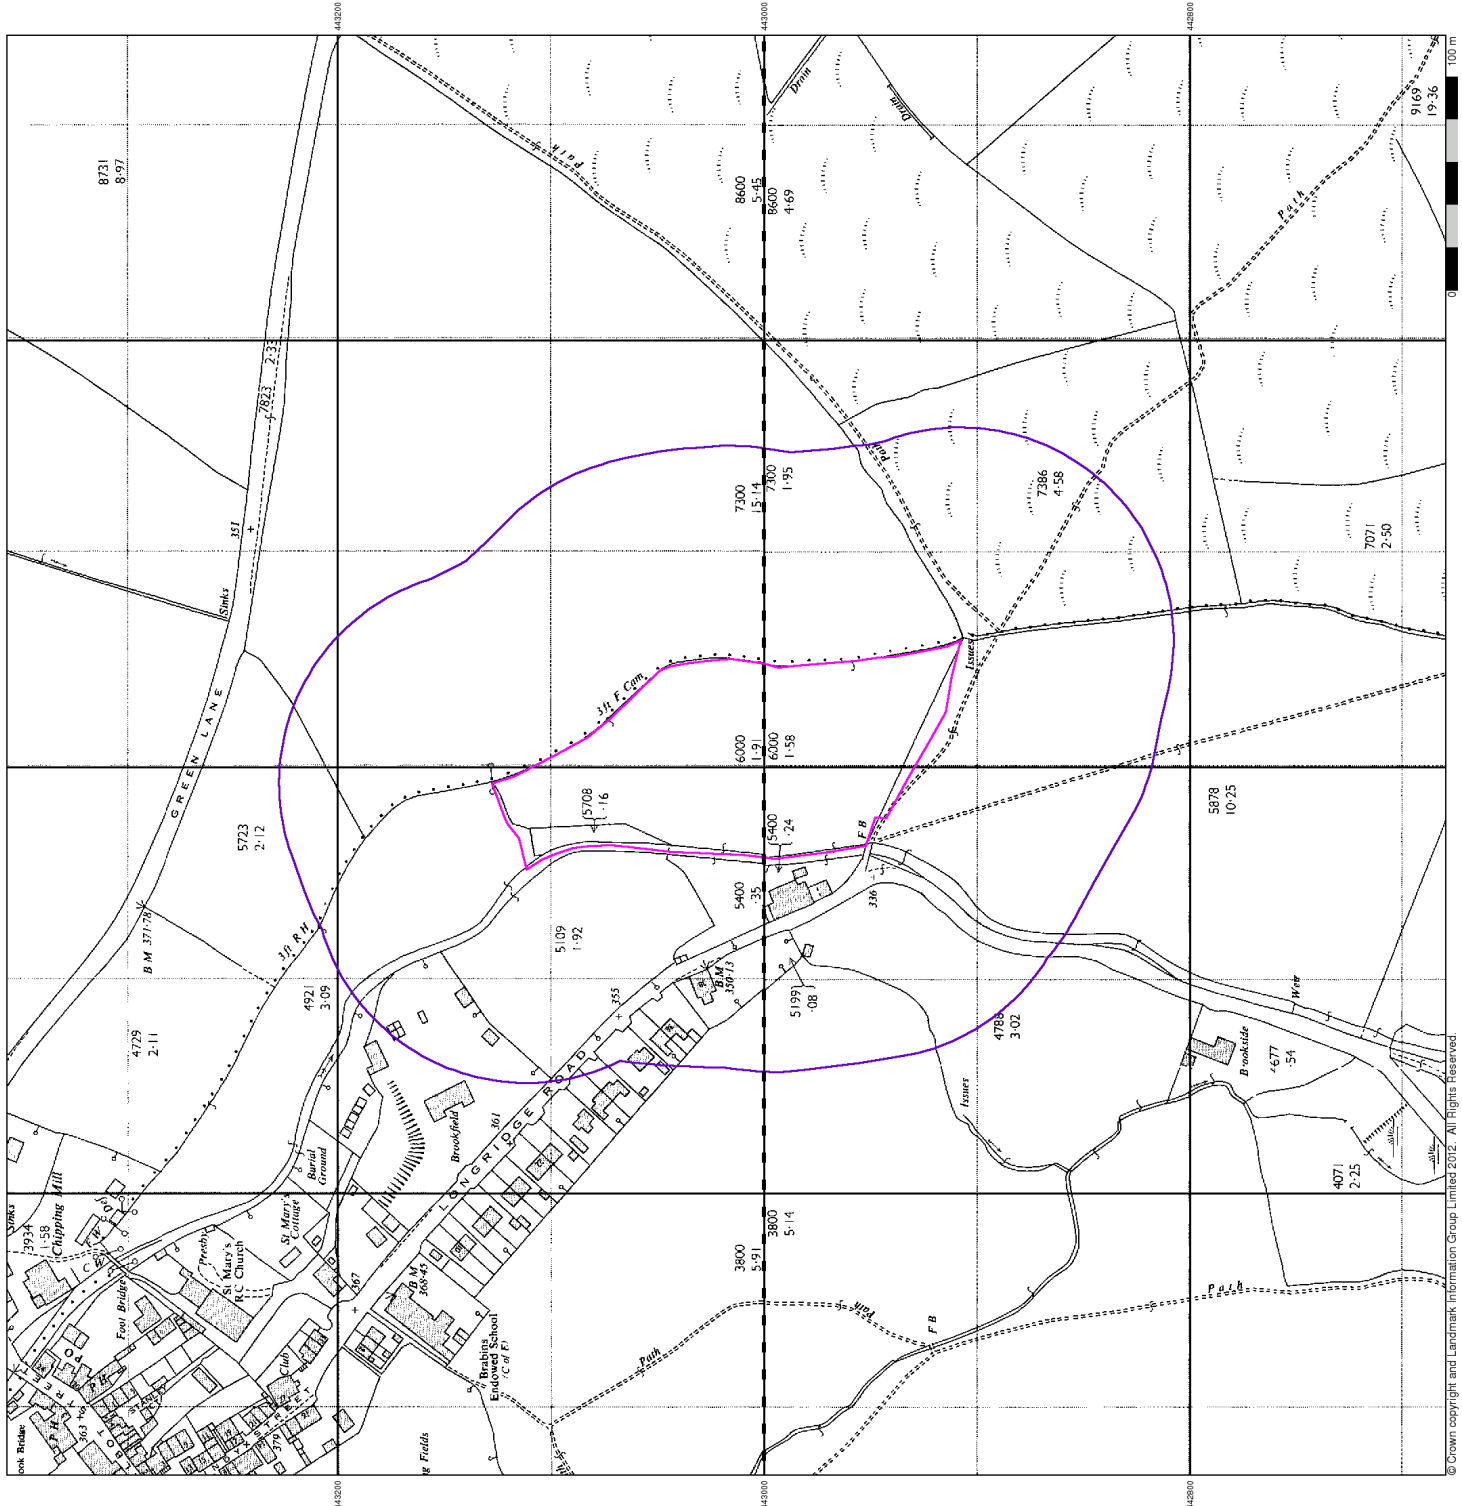 443200
443000
442800
8731
8·97
Path
Drain
Drain
8600
5·45
8600
4·69
Path
9169
19·36
7823
2·33
351
Sinks
GREEN LANE
7300
15·14
7300
1·95
Path
7386
4·58
7071
2·50
3ft F Cam
Issues
6000
1·91
6000
1·58
5723
2·12
5708
·16
5400
·24
F B
5878
10·25
B M 371·78
3ft R H
5109
1·92
5400
·35
336
4729
2·11
4921
3·09
355
B M
350·13
5199
·08
4788
3·02
Weir
Brookside
4677
·54
Issues
4071
2·25
LONGRIDGE ROAD
361
Brookfield
Burial
Ground
St Mary's
Cottage
Sinks
3934
1·58
Chipping Mill
Def
F W
C W
Presby
St Mary's
R C Church
Foot Bridge
367
B M
368·45
Brabins
Endowed School
(C of E)
3800
5·91
3800
5·14
Path
Path
F B
Path
PO
P H
Club
363
379
ook Bridge
ng Fields
443200
443000
442800
0
100 m
© Crown copyright and Landmark Information Group Limited 2012. All Rights Reserved.